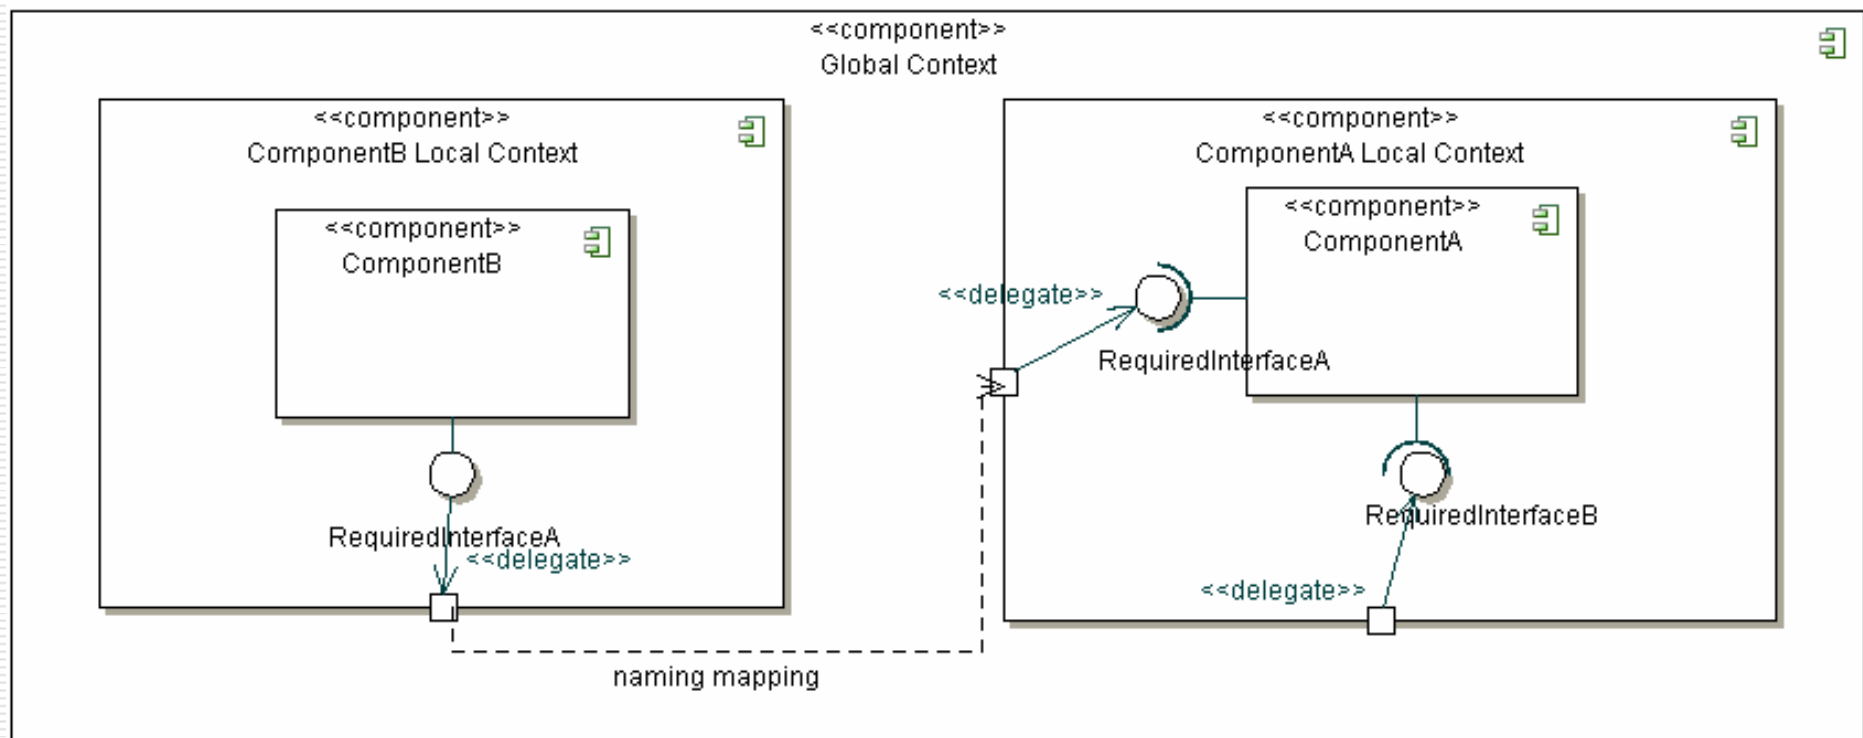 <<component>>
Global Context
<<component>>
ComponentB Local Context
<<component>>
ComponentB
RequiredInterfaceA
<<delegate>>
naming mapping
<<component>>
ComponentA Local Context
<<component>>
ComponentA
<<delegate>>
RequiredInterfaceA
RequiredInterfaceB
<<delegate>>